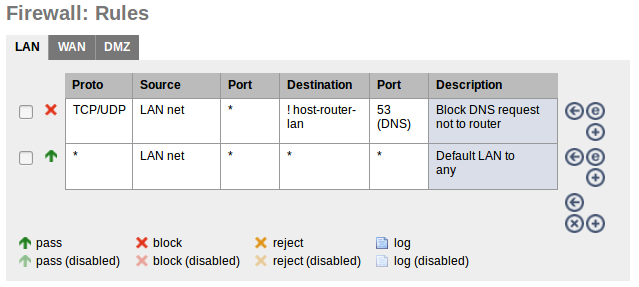 Firewall: Rules
LAN WAN DMZ
Proto Source Port Destination Port Description
TCP/UDP LAN net * ! host-router- 53 Block DNS request
lan (DNS) not to router
* LAN net * * * Default LAN to
any
pass block reject log
pass (disabled) block (disabled) reject (disabled) log (disabled)